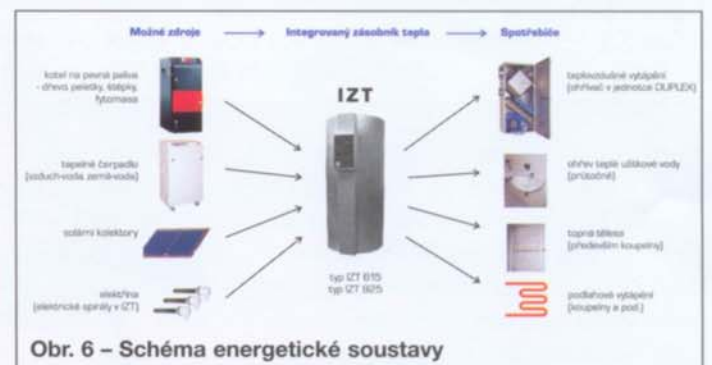 Možné zdroje → Integrovaný zásobník tepla → Spotřebiče
kotel na pevná paliva
- dřevo, peletky, štěpky,
fytomasa
tepelné čerpadlo
(vzduch-voda, země-voda)
solární kolektory
elektřina
(elektrické spirály v IZT)
IZT
typ IZT 615
typ IZT 925
teplovzdušné vytápění
(ohřívač v jednotce DUPLEX)
ohřev teplé užitkové vody
(průtočně)
topná tělesa
(především koupelny)
podlahové vytápění
(koupelny a pod.)
Obr. 6 – Schéma energetické soustavy